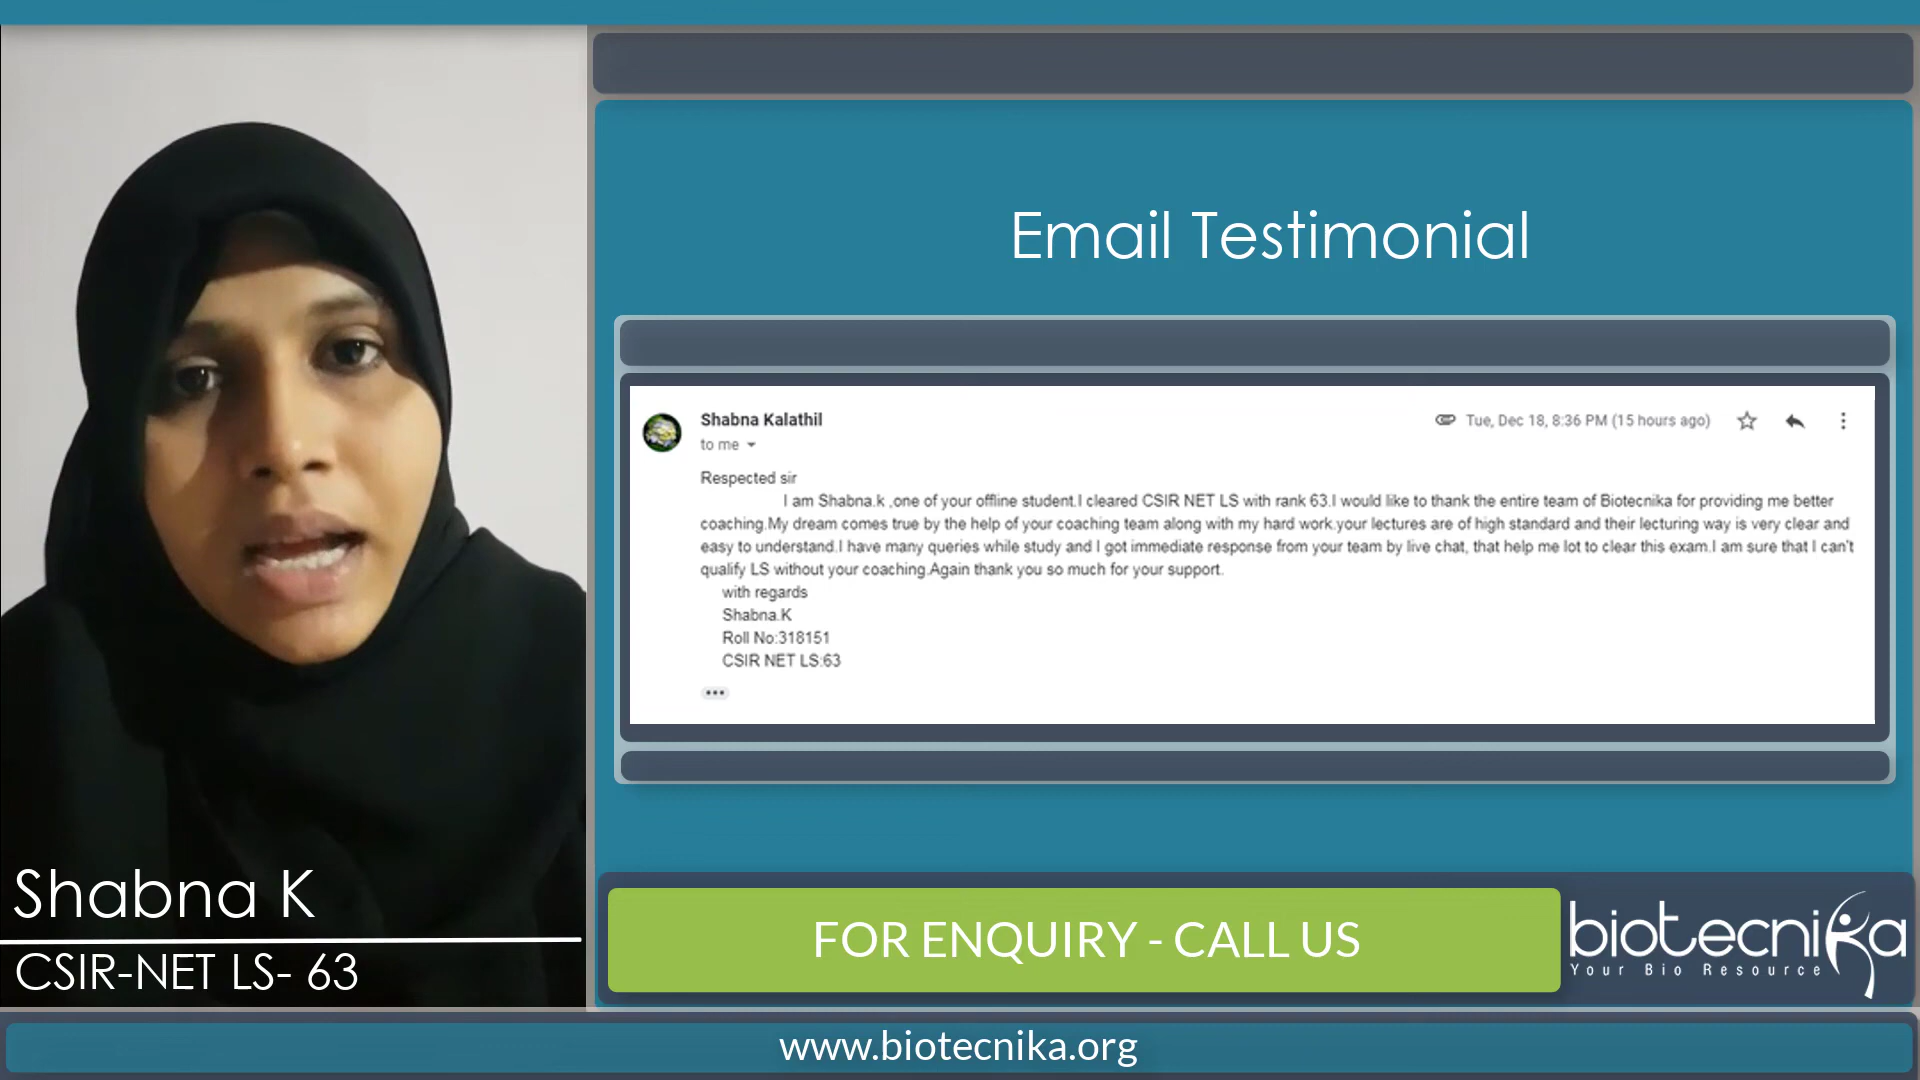 Email Testimonial
Shabna Kalathil
Tue, Dec 18, 8:36 PM (15 hours ago)
to me
Respected sir
I am Shabna.k ,one of your offline student.I cleared CSIR NET LS with rank 63.I would like to thank the entire team of Biotecnika for providing me better
coaching.My dream comes true by the help of your coaching team along with my hard work.your lectures are of high standard and their lecturing way is very clear and
easy to understand.I have many queries while study and I got immediate response from your team by live chat, that help me lot to clear this exam.I am sure that I can't
qualify LS without your coaching.Again thank you so much for your support.
with regards
Shabna.K
Roll No:318151
CSIR NET LS:63
Shabna K
CSIR-NET LS- 63
FOR ENQUIRY - CALL US
biotecnika
Your Bio Resource
www.biotecnika.org